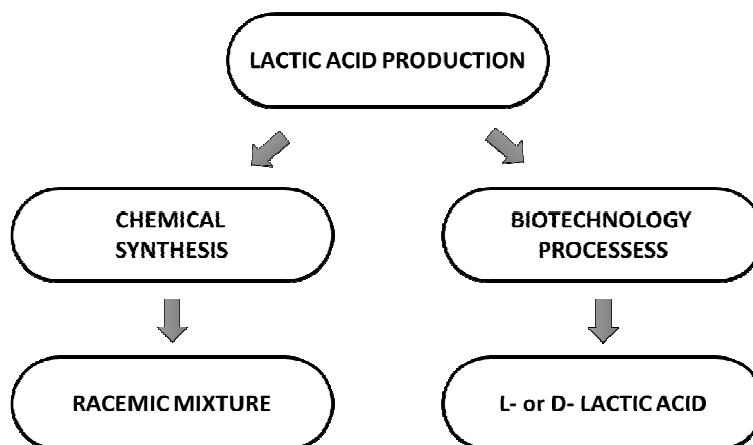 LACTIC ACID PRODUCTION
CHEMICAL
SYNTHESIS
BIOTECHNOLOGY
PROCESSESS
RACEMIC MIXTURE
L- or D- LACTIC ACID